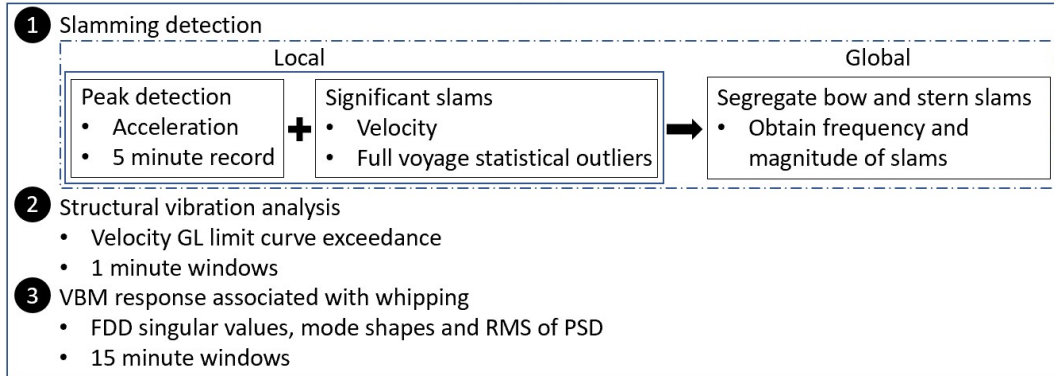 1 Slamming detection
Local
Global
Peak detection
• Acceleration
• 5 minute record
+
Significant slams
• Velocity
• Full voyage statistical outliers
Segregate bow and stern slams
• Obtain frequency and
magnitude of slams
2 Structural vibration analysis
• Velocity GL limit curve exceedance
• 1 minute windows
3 VBM response associated with whipping
• FDD singular values, mode shapes and RMS of PSD
• 15 minute windows